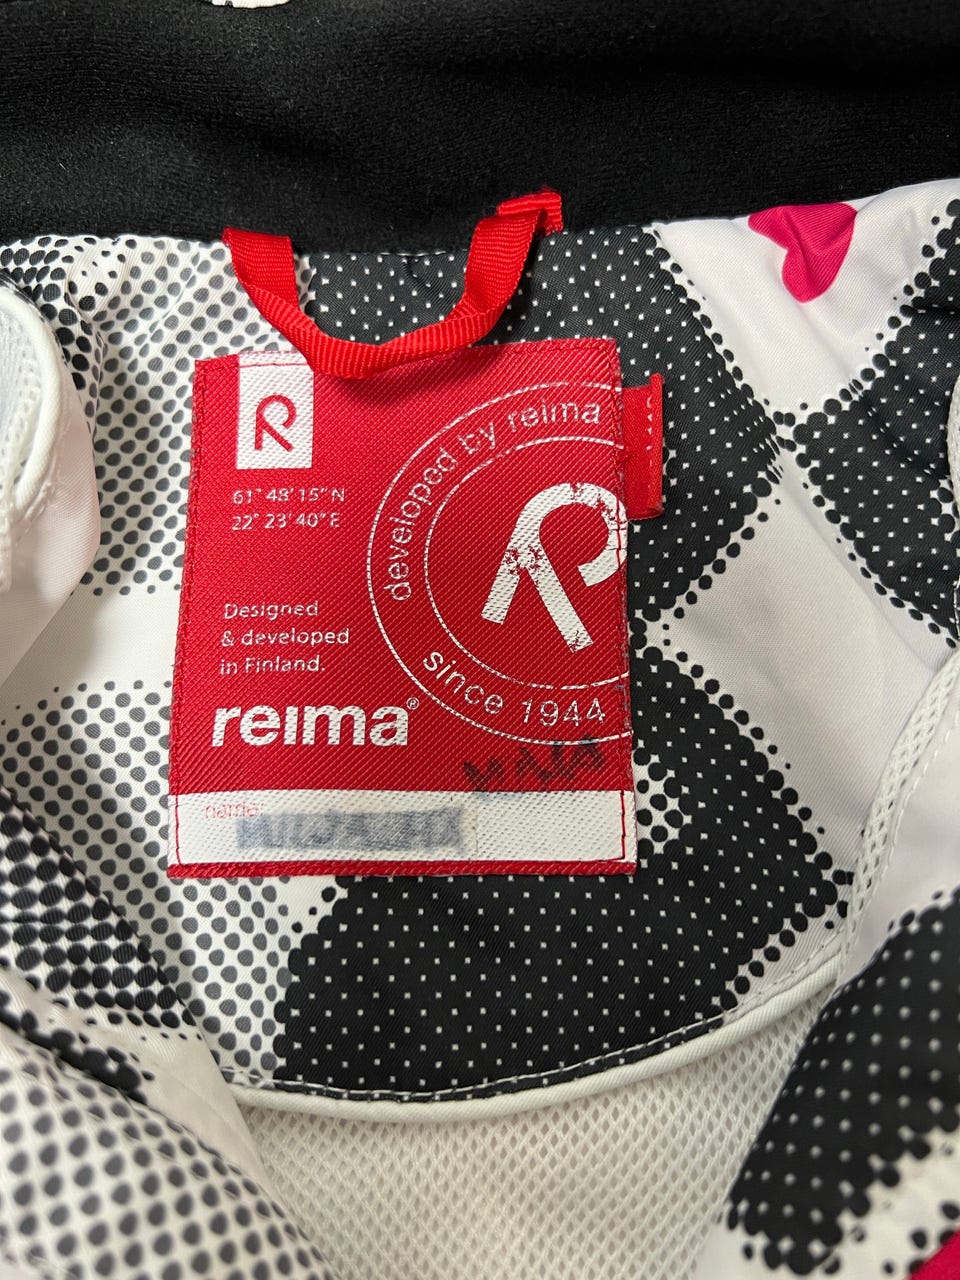 R
61° 48' 15" N
22° 23' 40" E
Designed
& developed
in Finland.
reima®
developed by reima
R
since 1944
name: